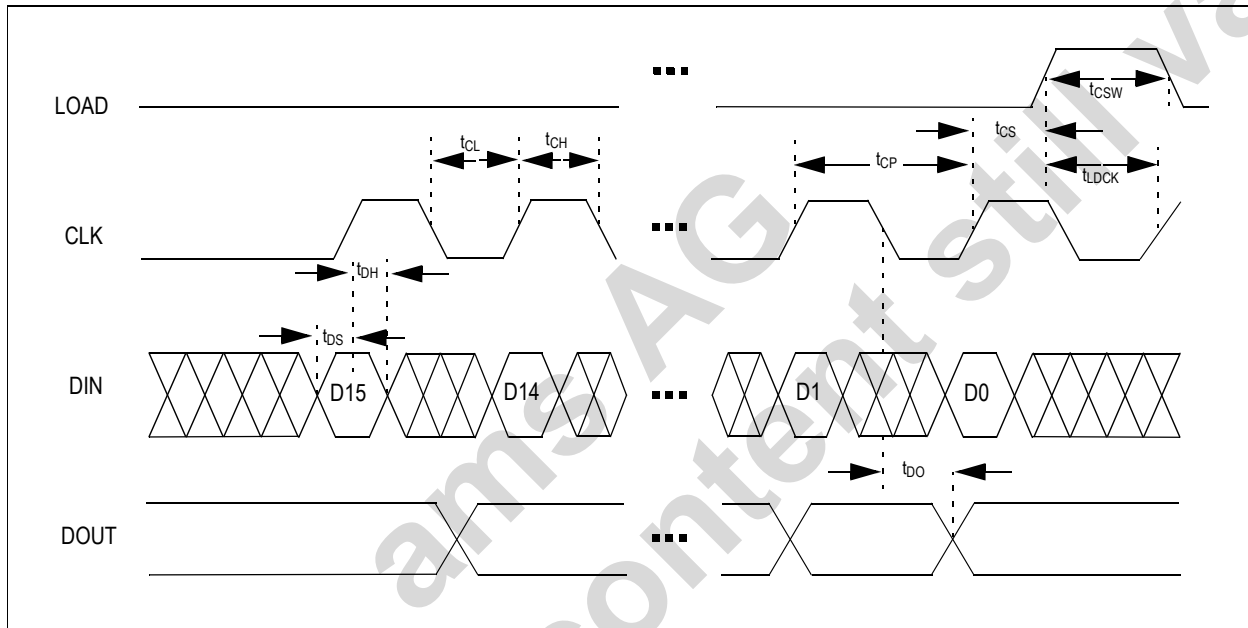 LOAD
tCSW
tCS
tCL
tCH
tCP
tLDCK
CLK
tDH
tDS
DIN
D15
D14
D1
D0
tDO
DOUT
ams AG
content still va